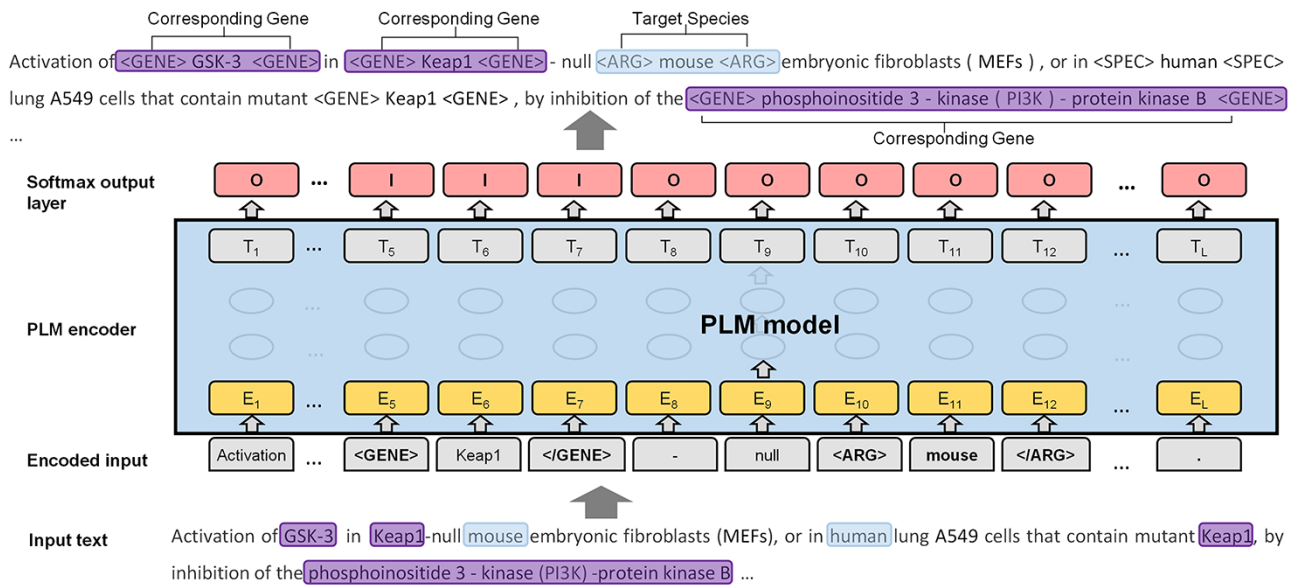 Corresponding Gene Corresponding Gene Target Species
Activation of <GENE> GSK-3 <GENE> in <GENE> Keap1 <GENE> - null <ARG> mouse <ARG> embryonic fibroblasts ( MEFs ) , or in <SPEC> human <SPEC>
lung A549 cells that contain mutant <GENE> Keap1 <GENE> , by inhibition of the <GENE> phosphoinositide 3 - kinase ( PI3K ) - protein kinase B <GENE>
...
Corresponding Gene
Softmax output layer
O ... I I I O O O O O ... O
T1 ... T5 T6 T7 T8 T9 T10 T11 T12 ... TL
... ...
PLM encoder
PLM model
... ...
E1 ... E5 E6 E7 E8 E9 E10 E11 E12 ... EL
Encoded input
Activation ... <GENE> Keap1 </GENE> - null <ARG> mouse </ARG> ... .
Input text
Activation of GSK-3 in Keap1-null mouse embryonic fibroblasts (MEFs), or in human lung A549 cells that contain mutant Keap1, by
inhibition of the phosphoinositide 3 - kinase (PI3K) -protein kinase B ...